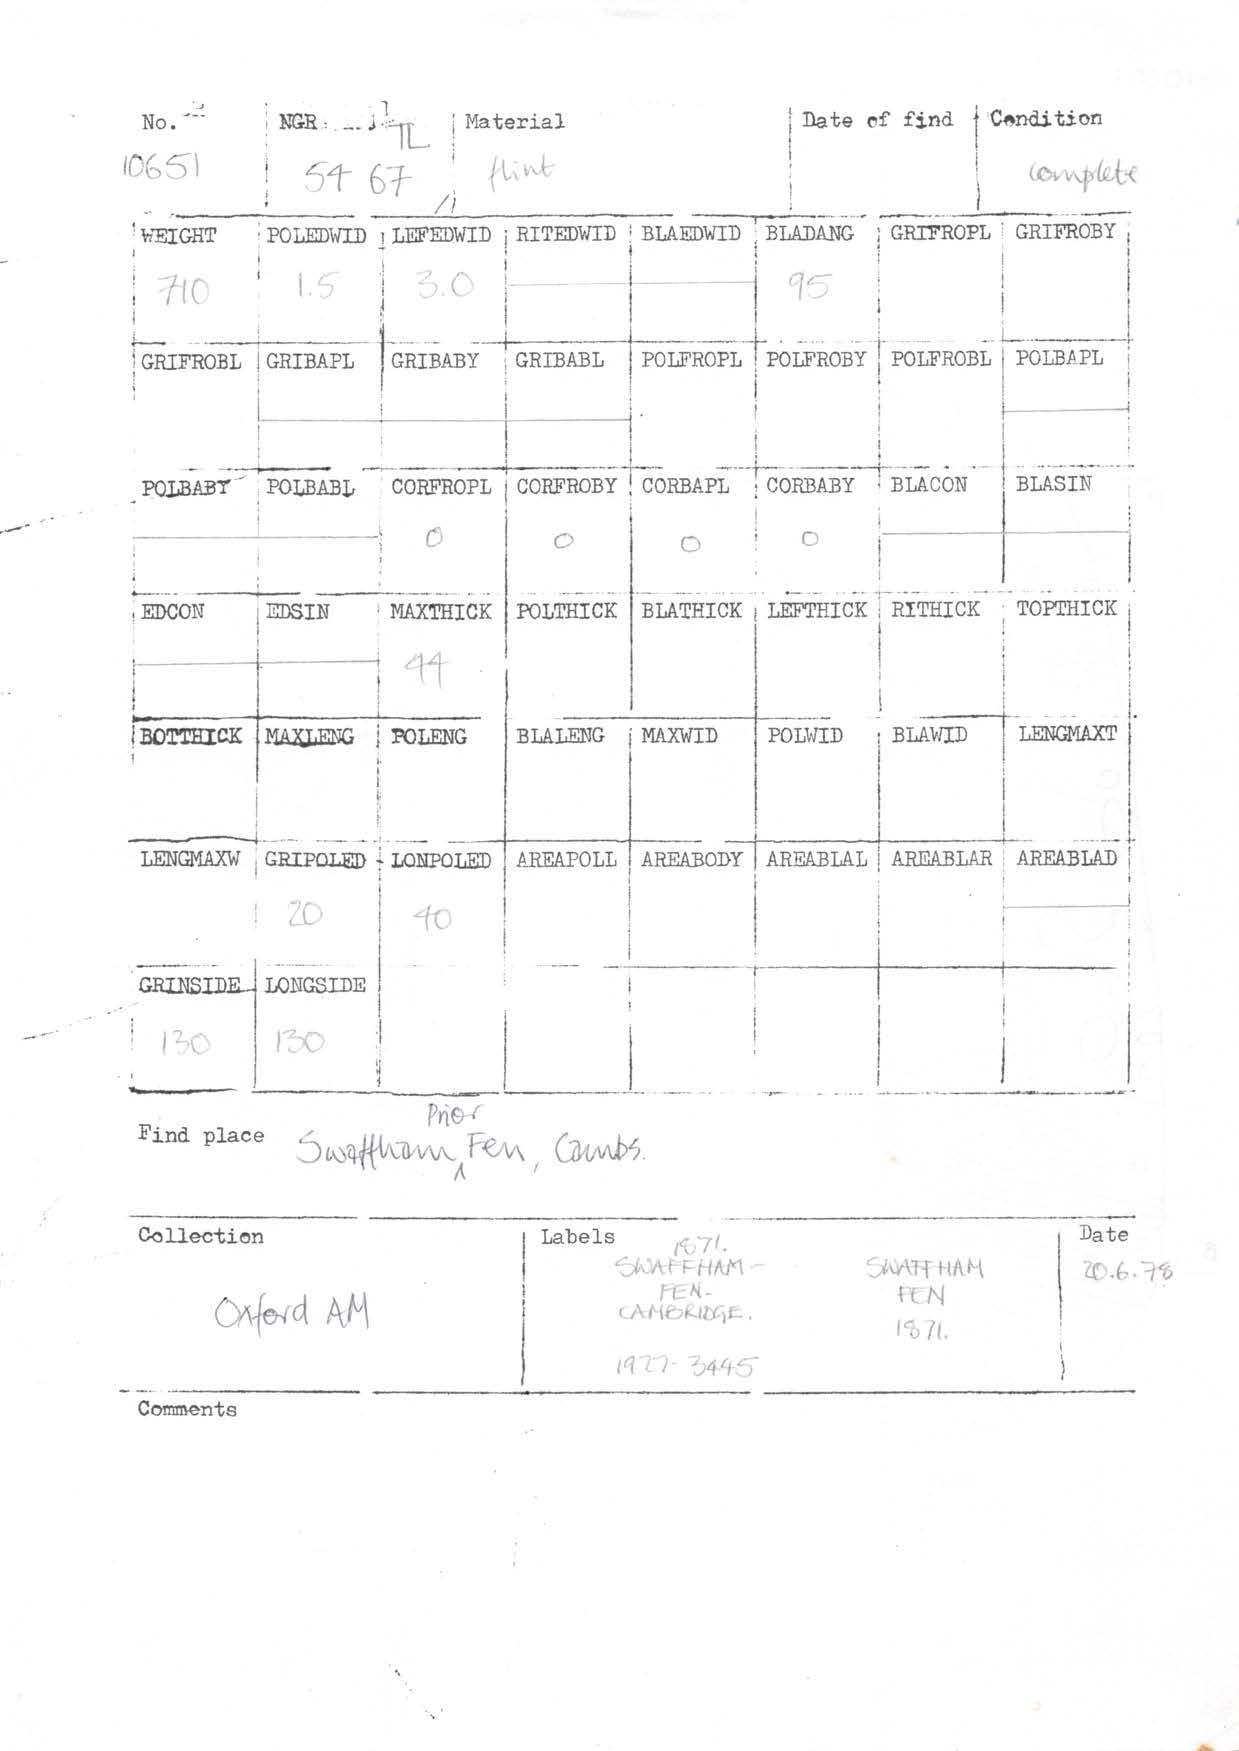 No.
NGR: TL
Material
Date of find
Condition
10651
54 67
flint
complete
WEIGHT POLEDWID LEFEDWID RITEDWID BLAEDWID BLADANG GRIFROPL GRIFROBY
710 1.5 3.0 95
GRIFROBL GRIBAPL GRIBABY GRIBABL POLFROPL POLFROBY POLFROBL POLBAPL
POLBABY POLBABL CORFROPL CORFROBY CORBAPL CORBABY BLACON BLASIN
0 0 0 0
EDCON EDSIN MAXTHICK POLTHICK BLATHICK LEFTHICK RITHICK TOPTHICK
44
BOTTHICK MAXLENG POLENG BLALENG MAXWID POLWID BLAWID LENGMAXT
LENGMAXW GRIPOLED LONPOLED AREAPOLL AREABODY AREABLAL AREABLAR AREABLAD
20 40
GRINSIDE LONGSIDE
130 130
Find place
Prior
Swaffham Fen, Cambs.
Collection
Oxford AM
Labels
1871.
SWAFFHAM-
FEN-
CAMBRIDGE.
1927-3445
SWAFFHAM
FEN
1871.
Date
20.6.78
Comments